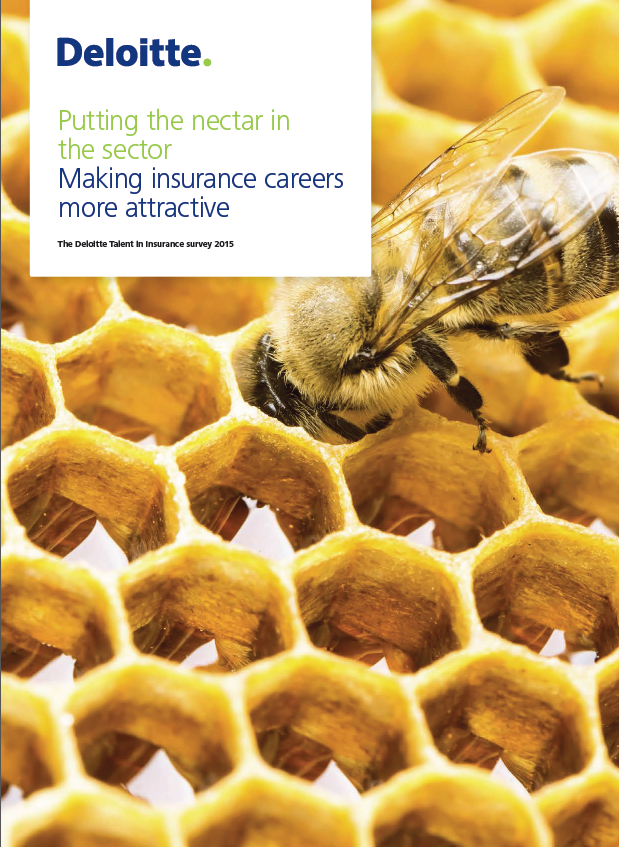 Deloitte.
Putting the nectar in
the sector
Making insurance careers
more attractive
The Deloitte Talent in Insurance survey 2015